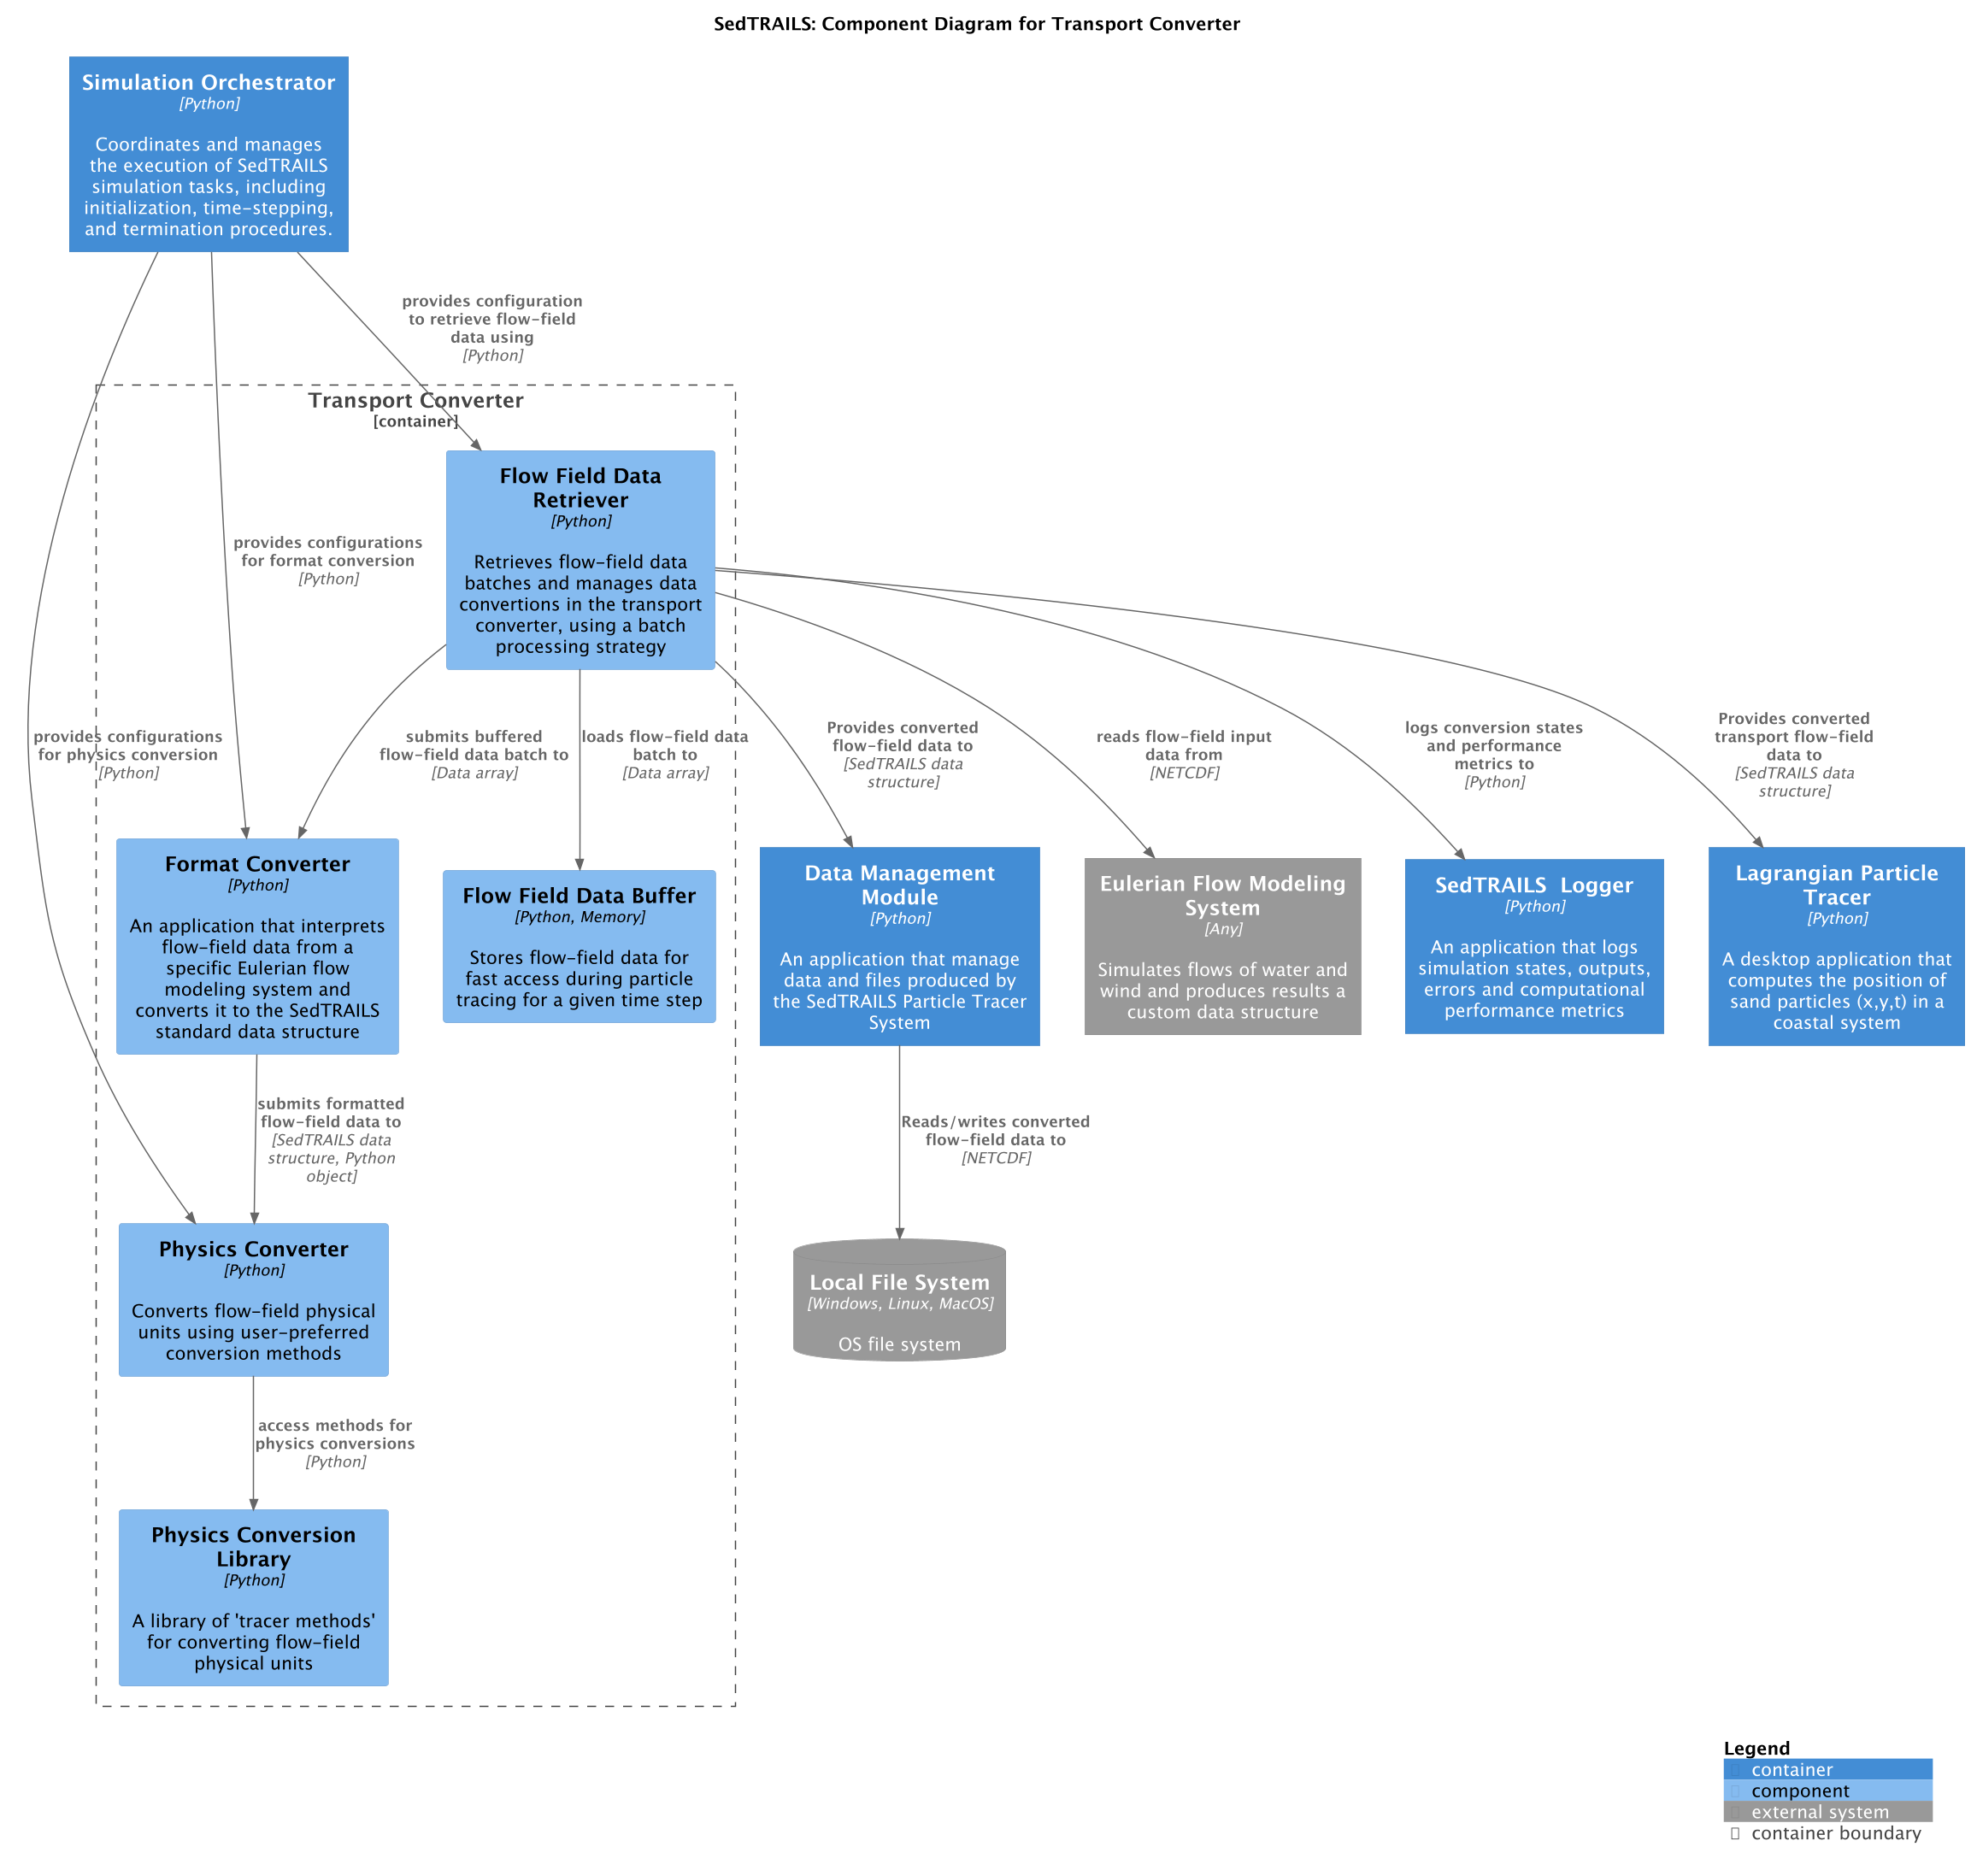 SedTRAILS: Component Diagram for Transport Converter
Simulation Orchestrator
[Python]
Coordinates and manages
the execution of SedTRAILS
simulation tasks, including
initialization, time-stepping,
and termination procedures.
provides configuration
to retrieve flow-field
data using
[Python]
Transport Converter
[container]
Flow Field Data
Retriever
[Python]
Retrieves flow-field data
batches and manages data
convertions in the transport
converter, using a batch
processing strategy
provides configurations
for format conversion
[Python]
provides configurations
for physics conversion
[Python]
submits buffered
flow-field data batch to
[Data array]
loads flow-field data
batch to
[Data array]
Provides converted
flow-field data to
[SedTRAILS data
structure]
reads flow-field input
data from
[NETCDF]
logs conversion states
and performance
metrics to
[Python]
Provides converted
transport flow-field
data to
[SedTRAILS data
structure]
Format Converter
[Python]
An application that interprets
flow-field data from a
specific Eulerian flow
modeling system and
converts it to the SedTRAILS
standard data structure
Flow Field Data Buffer
[Python, Memory]
Stores flow-field data for
fast access during particle
tracing for a given time step
Data Management
Module
[Python]
An application that manage
data and files produced by
the SedTRAILS Particle Tracer
System
Eulerian Flow Modeling
System
[Any]
Simulates flows of water and
wind and produces results a
custom data structure
SedTRAILS  Logger
[Python]
An application that logs
simulation states, outputs,
errors and computational
performance metrics
Lagrangian Particle
Tracer
[Python]
A desktop application that
computes the position of
sand particles (x,y,t) in a
coastal system
submits formatted
flow-field data to
[SedTRAILS data
structure, Python
object]
Reads/writes converted
flow-field data to
[NETCDF]
Physics Converter
[Python]
Converts flow-field physical
units using user-preferred
conversion methods
Local File System
[Windows, Linux, MacOS]
OS file system
access methods for
physics conversions
[Python]
Physics Conversion
Library
[Python]
A library of 'tracer methods'
for converting flow-field
physical units
Legend
container
component
external system
container boundary